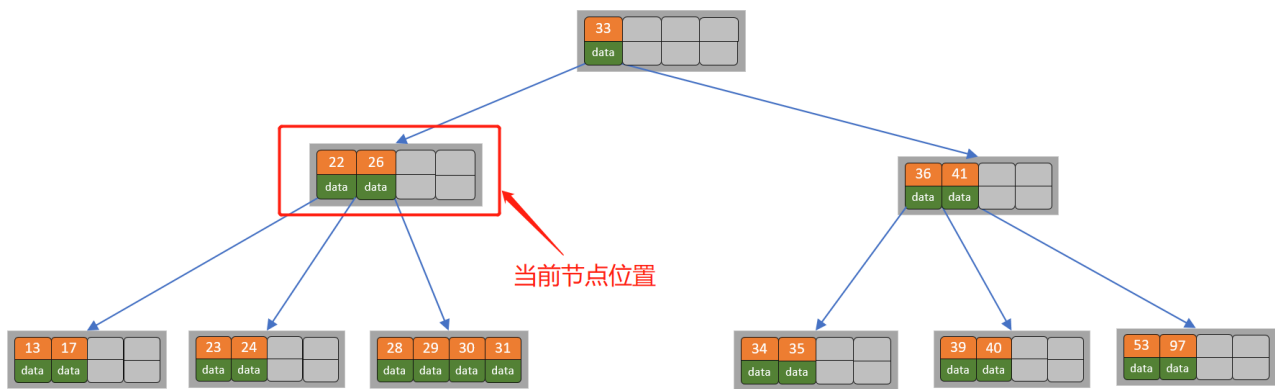 33
data
22 26
data data
36 41
data data
当前节点位置
13 17
data data
23 24
data data
28 29 30 31
data data data data
34 35
data data
39 40
data data
53 97
data data